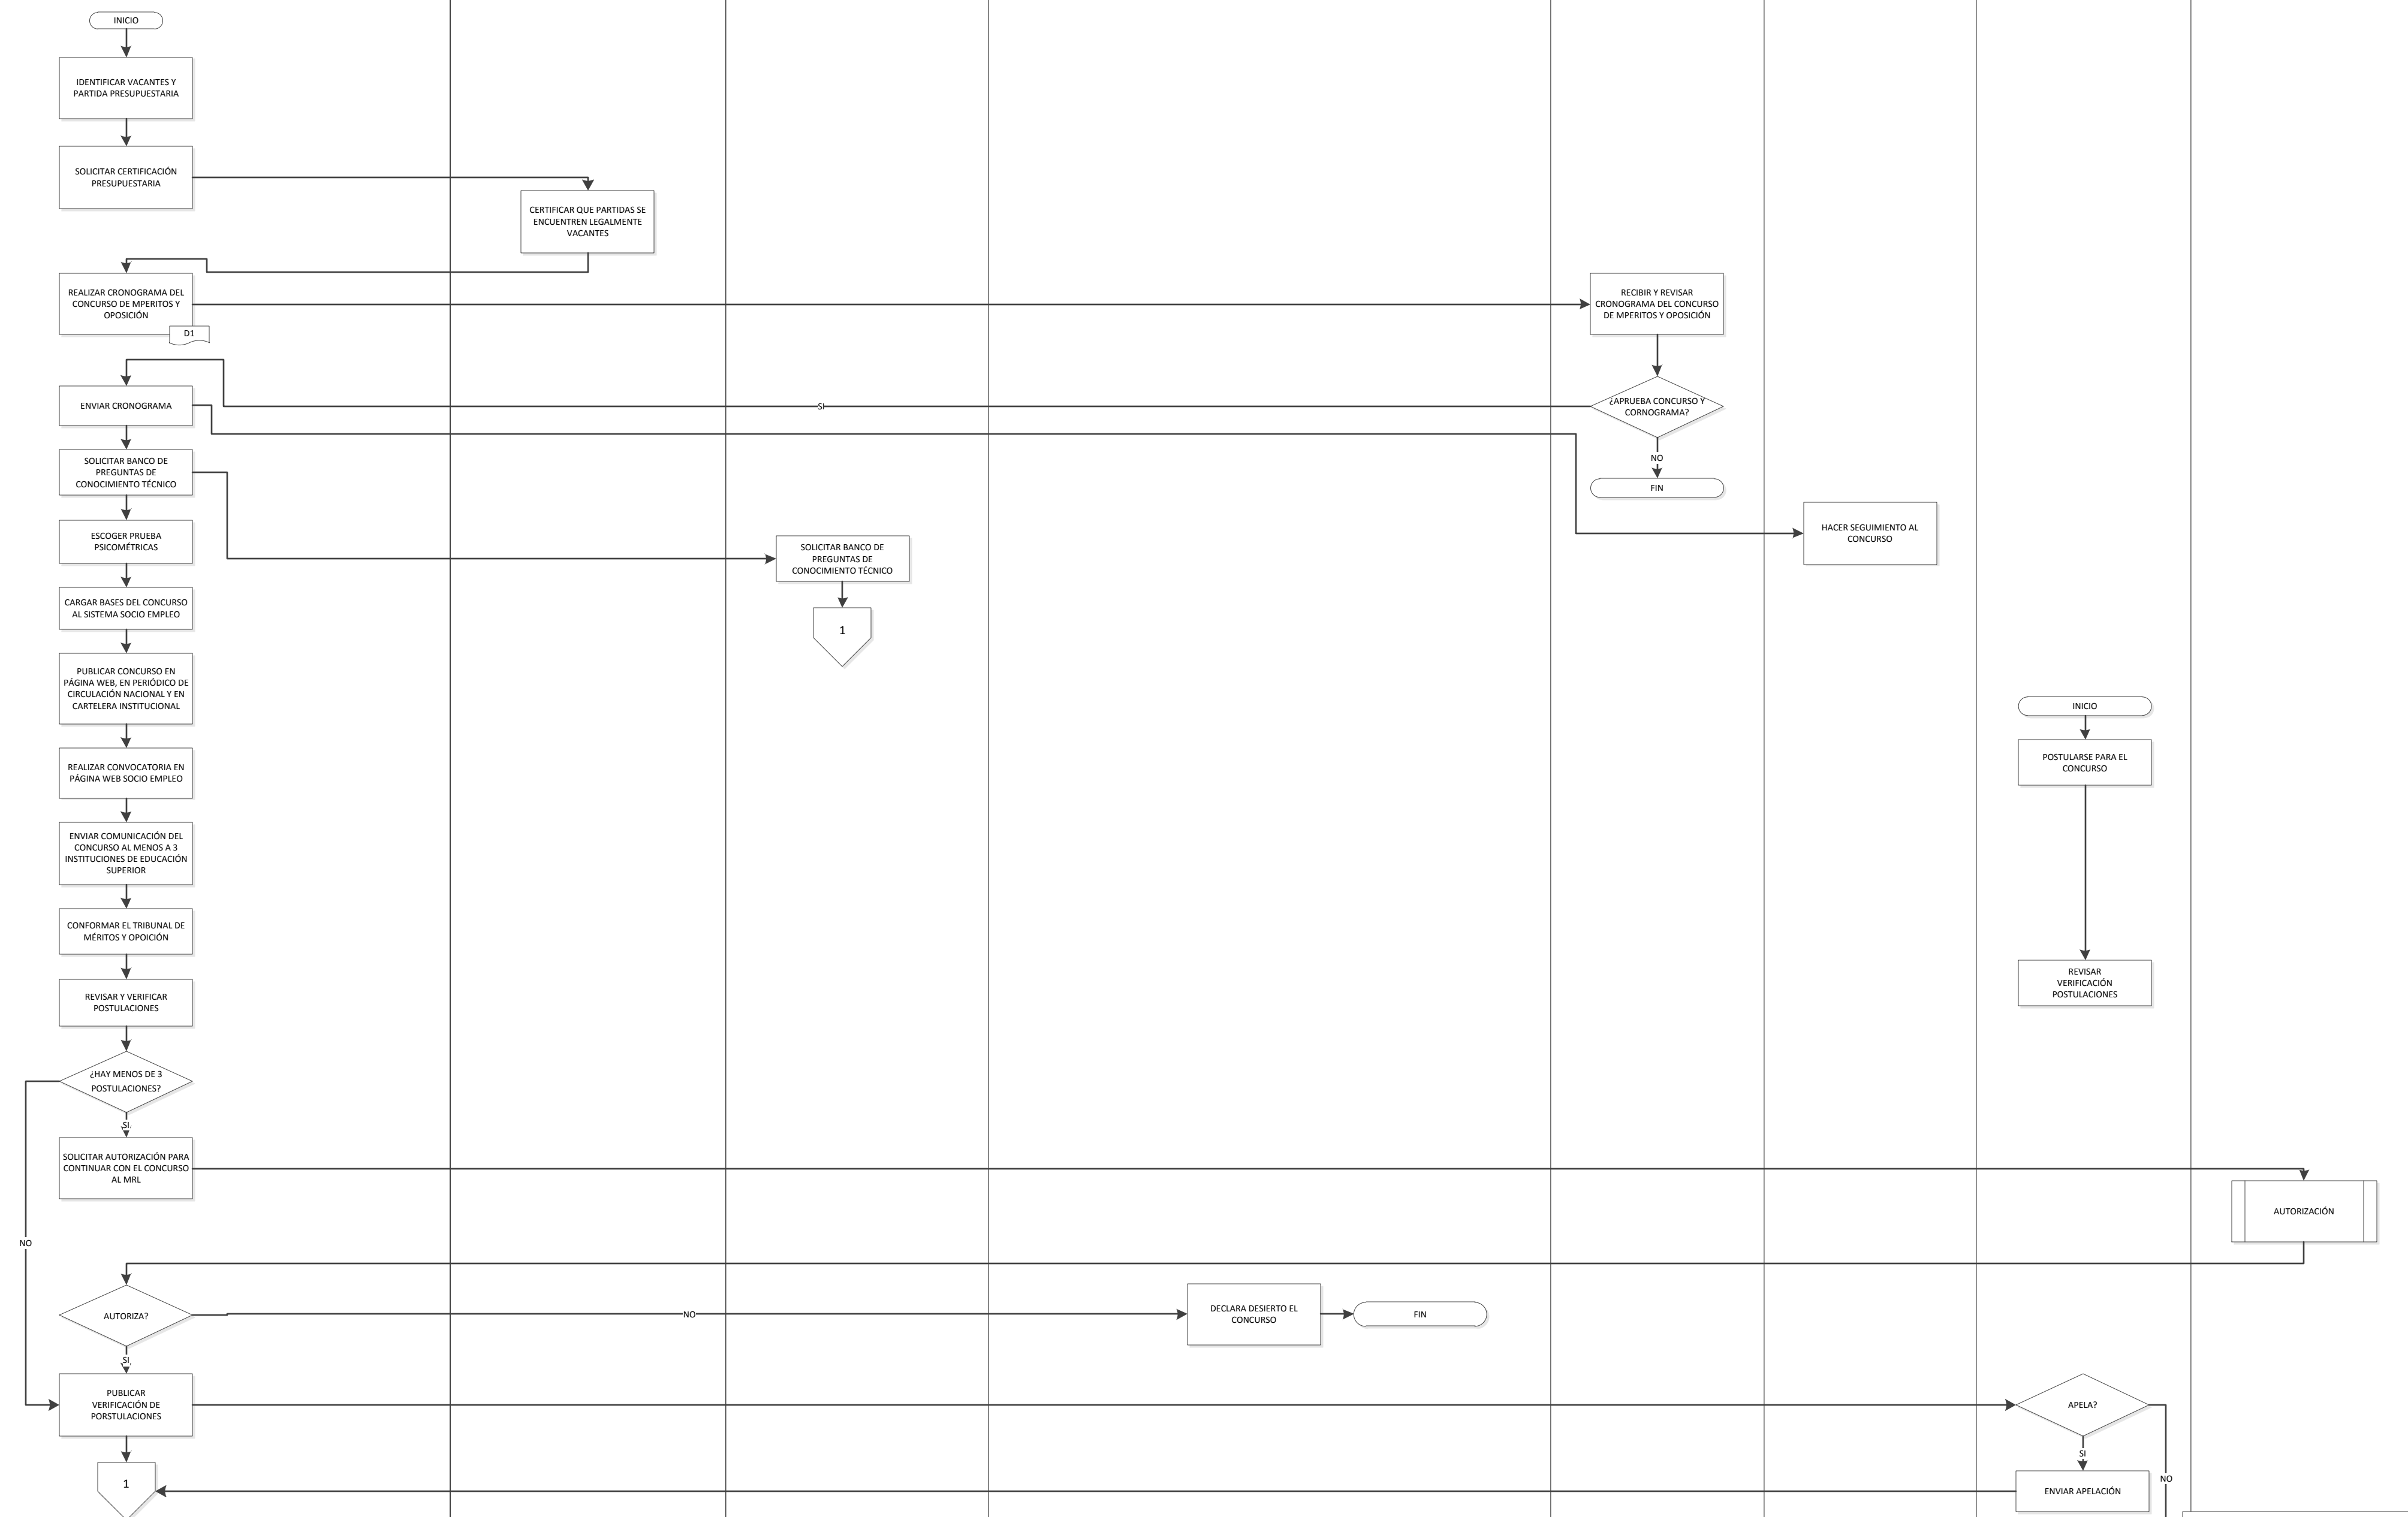 INICIO
IDENTIFICAR VACANTES Y
PARTIDA PRESUPUESTARIA
SOLICITAR CERTIFICACIÓN
PRESUPUESTARIA
CERTIFICAR QUE PARTIDAS SE
ENCUENTREN LEGALMENTE
VACANTES
REALIZAR CRONOGRAMA DEL
CONCURSO DE MPERITOS Y
OPOSICIÓN
D1
RECIBIR Y REVISAR
CRONOGRAMA DEL CONCURSO
DE MPERITOS Y OPOSICIÓN
¿APRUEBA CONCURSO Y
CORNOGRAMA?
SI
NO
FIN
ENVIAR CRONOGRAMA
SOLICITAR BANCO DE
PREGUNTAS DE
CONOCIMIENTO TÉCNICO
HACER SEGUIMIENTO AL
CONCURSO
ESCOGER PRUEBA
PSICOMÉTRICAS
SOLICITAR BANCO DE
PREGUNTAS DE
CONOCIMIENTO TÉCNICO
1
CARGAR BASES DEL CONCURSO
AL SISTEMA SOCIO EMPLEO
PUBLICAR CONCURSO EN
PÁGINA WEB, EN PERIÓDICO DE
CIRCULACIÓN NACIONAL Y EN
CARTELERA INSTITUCIONAL
INICIO
POSTULARSE PARA EL
CONCURSO
REALIZAR CONVOCATORIA EN
PÁGINA WEB SOCIO EMPLEO
ENVIAR COMUNICACIÓN DEL
CONCURSO AL MENOS A 3
INSTITUCIONES DE EDUCACIÓN
SUPERIOR
CONFORMAR EL TRIBUNAL DE
MÉRITOS Y OPOICIÓN
REVISAR
VERIFICACIÓN
POSTULACIONES
REVISAR Y VERIFICAR
POSTULACIONES
¿HAY MENOS DE 3
POSTULACIONES?
SI
NO
SOLICITAR AUTORIZACIÓN PARA
CONTINUAR CON EL CONCURSO
AL MRL
AUTORIZACIÓN
AUTORIZA?
NO
DECLARA DESIERTO EL
CONCURSO
FIN
SI
PUBLICAR
VERIFICACIÓN DE
PORSTULACIONES
APELA?
SI
NO
ENVIAR APELACIÓN
1